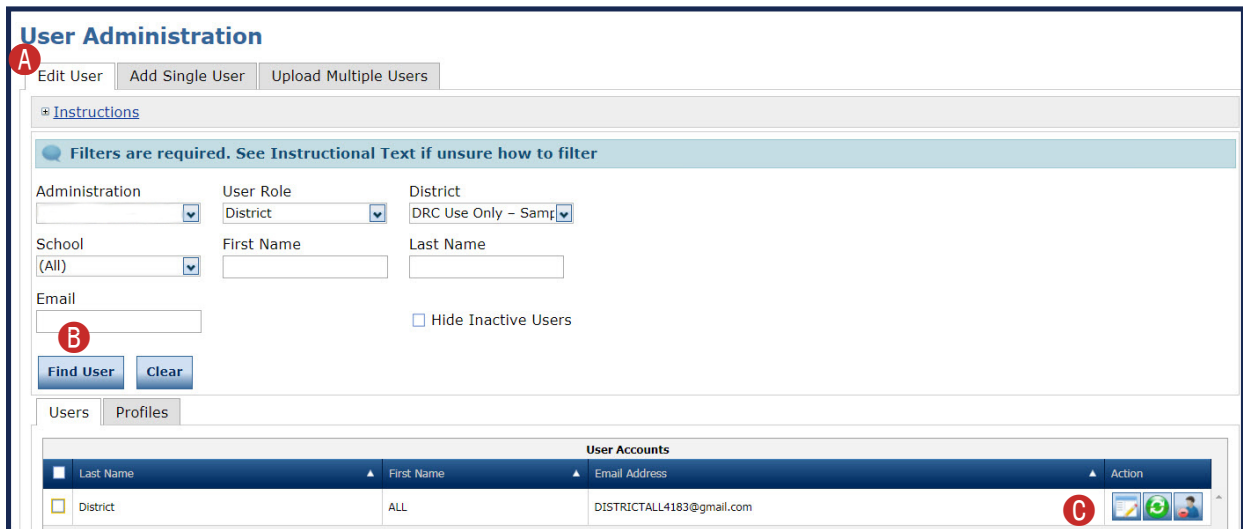 User Administration
A
Edit User Add Single User Upload Multiple Users
Instructions
Filters are required. See Instructional Text if unsure how to filter
Administration User Role District
District DRC Use Only – Samp
School First Name Last Name
(All)
Email
Hide Inactive Users
B
Find User Clear
Users Profiles
User Accounts
Last Name First Name Email Address Action
District ALL DISTRICTALL4183@gmail.com C